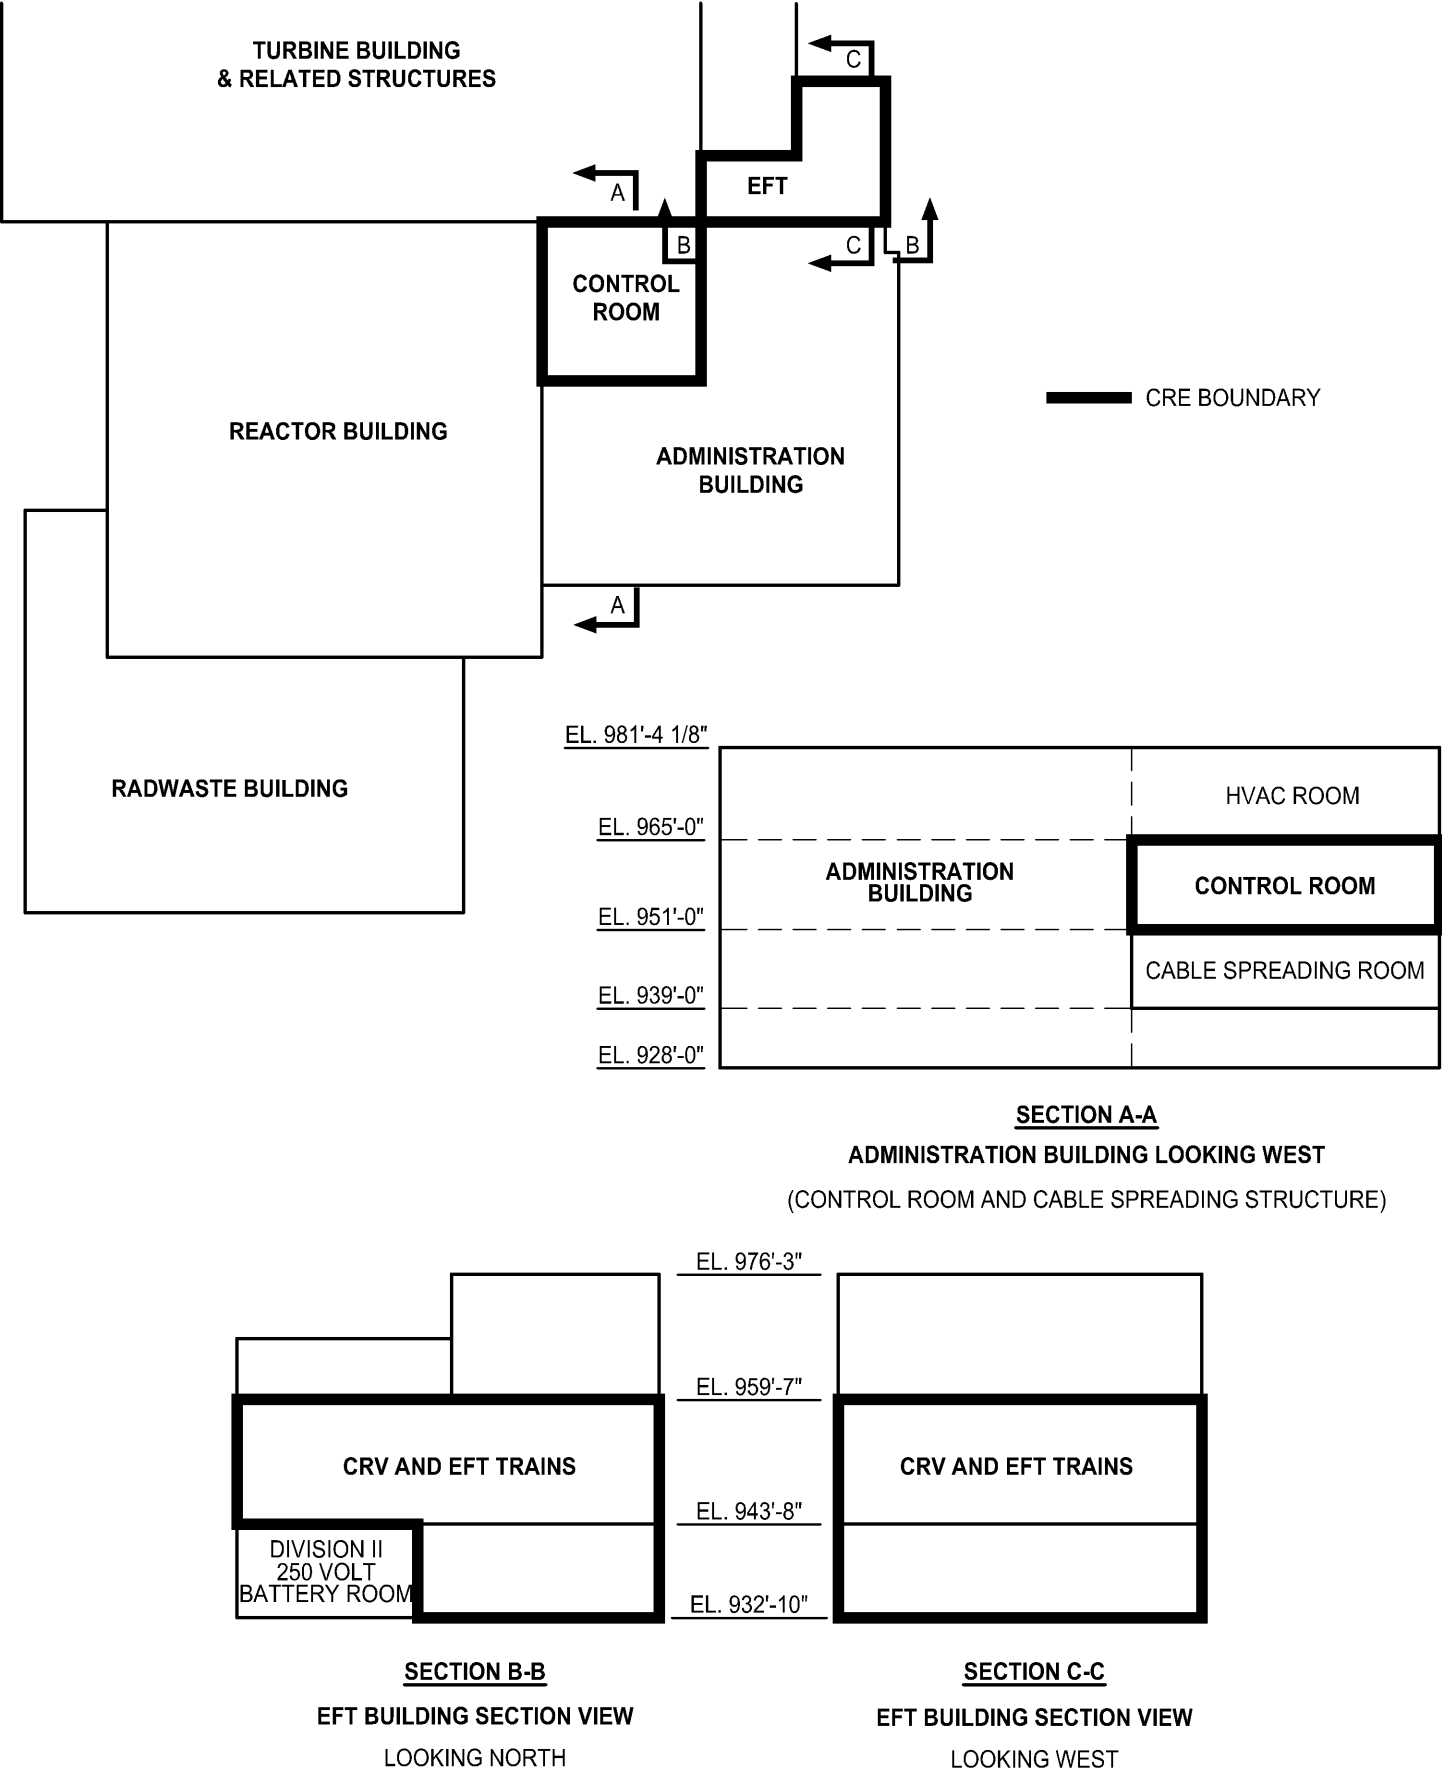 TURBINE BUILDING
& RELATED STRUCTURES
C
A
EFT
B
C
B
CONTROL
ROOM
CRE BOUNDARY
REACTOR BUILDING
ADMINISTRATION
BUILDING
A
RADWASTE BUILDING
EL. 981'-4 1/8"
HVAC ROOM
EL. 965'-0"
ADMINISTRATION
BUILDING
CONTROL ROOM
EL. 951'-0"
CABLE SPREADING ROOM
EL. 939'-0"
EL. 928'-0"
SECTION A-A
ADMINISTRATION BUILDING LOOKING WEST
(CONTROL ROOM AND CABLE SPREADING STRUCTURE)
EL. 976'-3"
EL. 959'-7"
CRV AND EFT TRAINS
CRV AND EFT TRAINS
EL. 943'-8"
DIVISION II
250 VOLT
BATTERY ROOM
EL. 932'-10"
SECTION B-B
EFT BUILDING SECTION VIEW
LOOKING NORTH
SECTION C-C
EFT BUILDING SECTION VIEW
LOOKING WEST